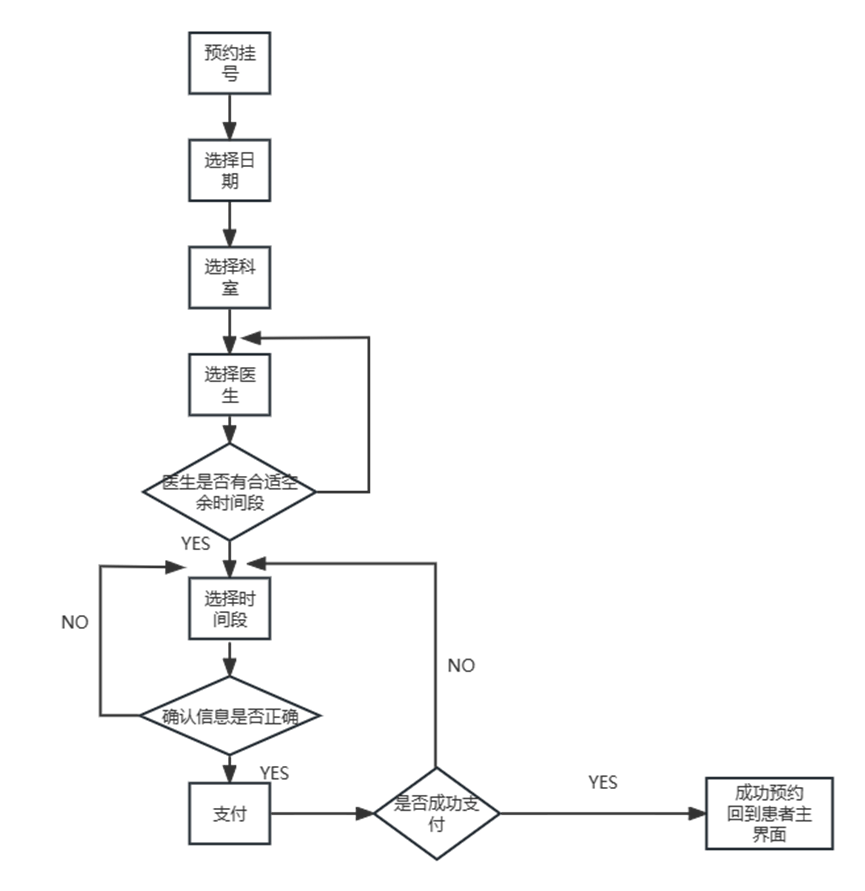 预约挂
号
选择日
期
选择科
室
选择医
生
医生是否有合适空
余时间段
YES
选择时
间段
NO
NO
确认信息是否正确
YES
支付
是否成功支
付
YES
成功预约
回到患者主
界面